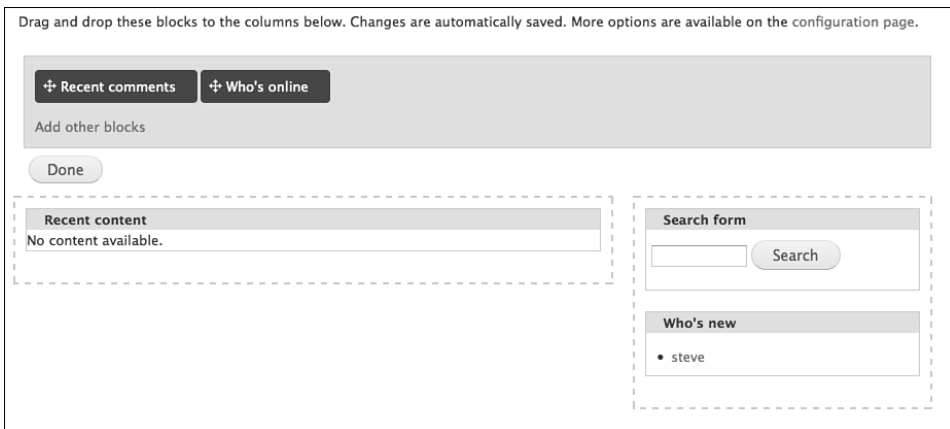 Drag and drop these blocks to the columns below. Changes are automatically saved. More options are available on the configuration page.
Recent comments
Who's online
Add other blocks
Done
Recent content
No content available.
Search form
Search
Who's new
• steve